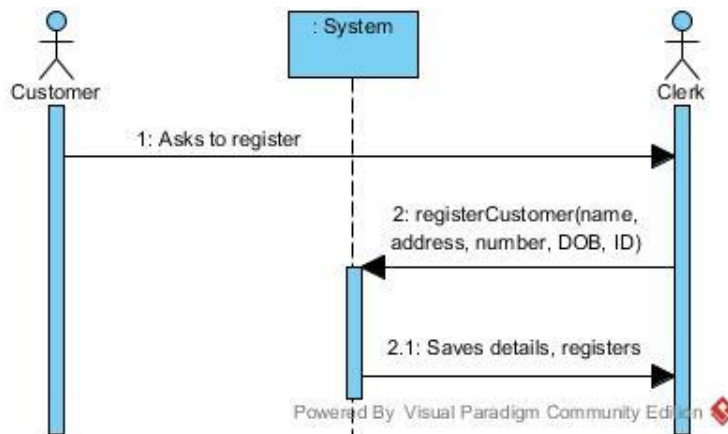 : System
Customer
Clerk
1: Asks to register
2: registerCustomer(name,
address, number, DOB, ID)
2.1: Saves details, registers
Powered By Visual Paradigm Community Edition